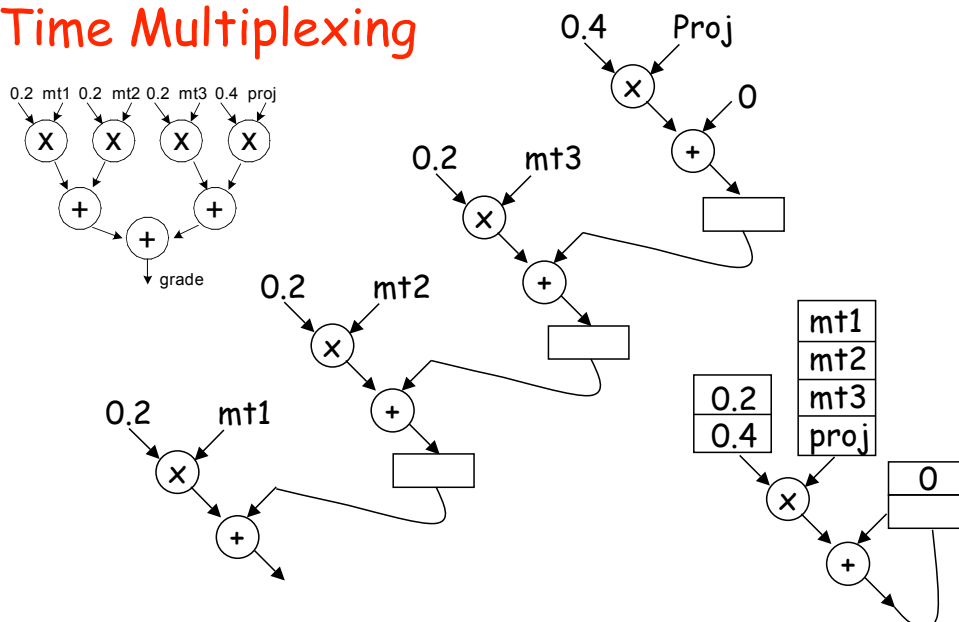 Time Multiplexing
0.2 mt1 0.2 mt2 0.2 mt3 0.4 proj
x x x x
+ +
+
grade
0.4 Proj
x
0
+
0.2 mt3
x
+
0.2 mt2
x
+
0.2 mt1
x
+
mt1
mt2
0.2 mt3
0.4 proj
0
x
+